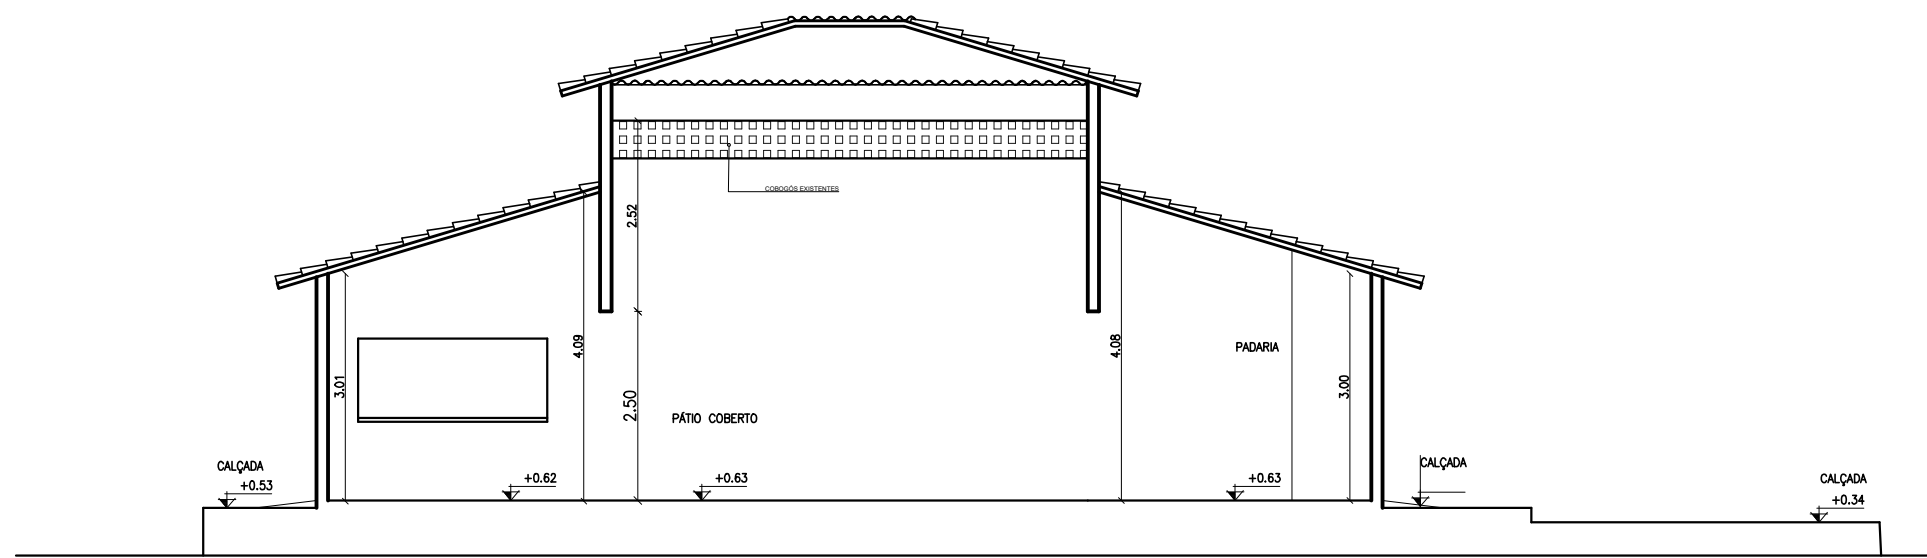 COBOGÓS EXISTENTES
2.52
4.09
4.08
PADARIA
3.01
3.00
2.50
PÁTIO COBERTO
CALÇADA
+0.53
+0.62
+0.63
+0.63
CALÇADA
CALÇADA
+0.34